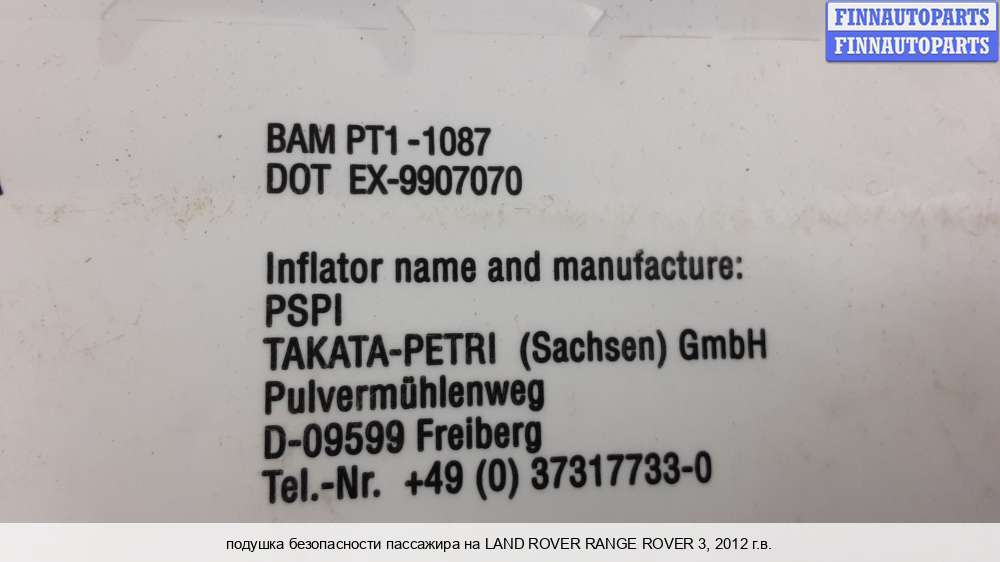 FINNAUTOPARTS
FINNAUTOPARTS
BAM PT1 -1087
DOT EX-9907070
Inflator name and manufacture:
PSPI
TAKATA-PETRI (Sachsen) GmbH
Pulvermühlenweg
D-09599 Freiberg
Tel.-Nr. +49 (0) 37317733-0
подушка безопасности пассажира на LAND ROVER RANGE ROVER 3, 2012 г.в.